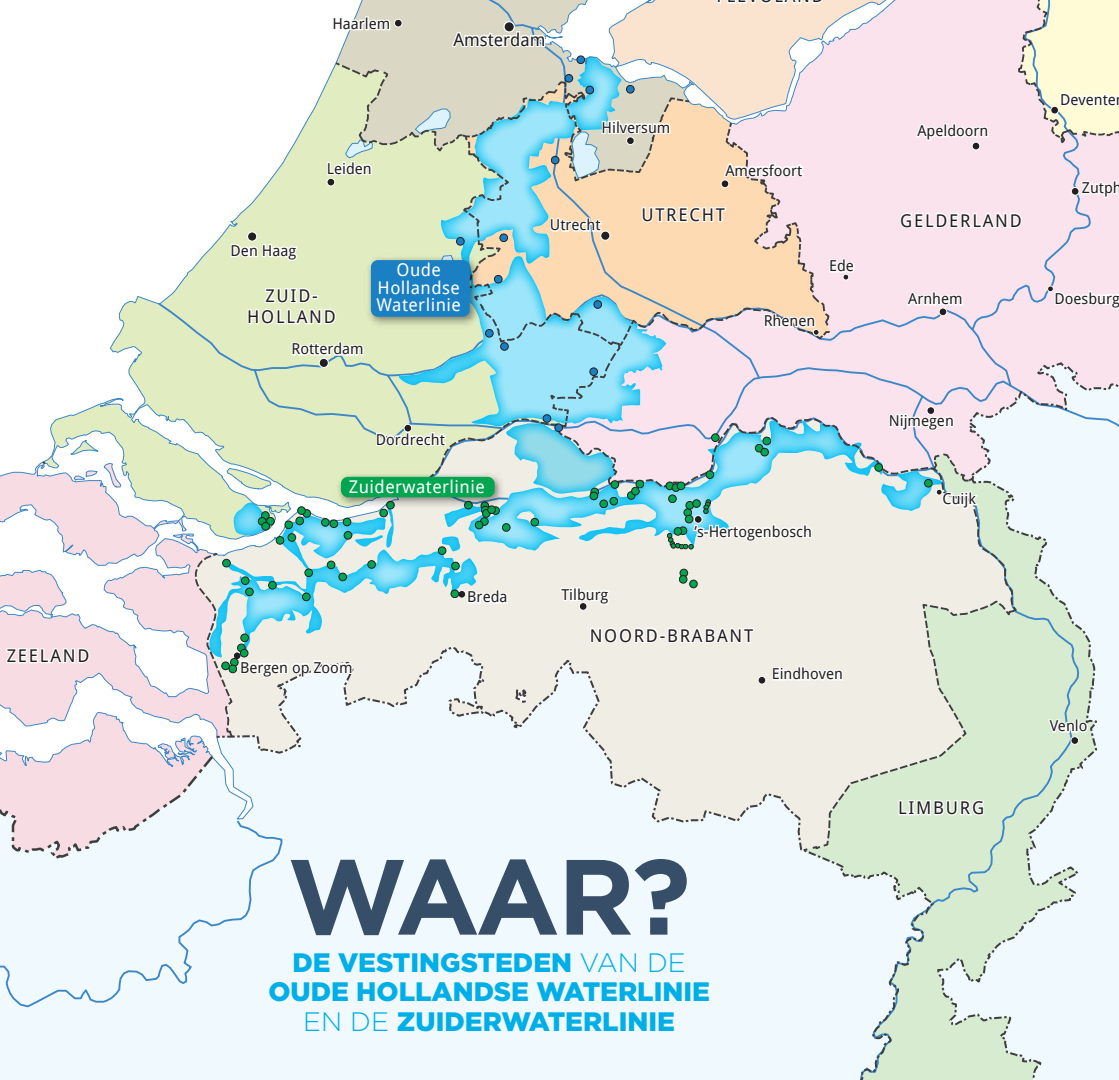 FLEVOLAND
Haarlem
Amsterdam
Deventer
Hilversum
Apeldoorn
Leiden
Amersfoort
Zutph
UTRECHT
GELDERLAND
Utrecht
Den Haag
Ede
Oude
Hollandse
Waterlinie
ZUID-
HOLLAND
Arnhem
Doesburg
Rhenen
Rotterdam
Nijmegen
Dordrecht
Zuiderwaterlinie
Cuijk
's-Hertogenbosch
Breda
Tilburg
NOORD-BRABANT
ZEELAND
Bergen op Zoom
Eindhoven
Venlo
LIMBURG
WAAR?
DE VESTINGSTEDEN VAN DE
OUDE HOLLANDSE WATERLINIE
EN DE ZUIDERWATERLINIE